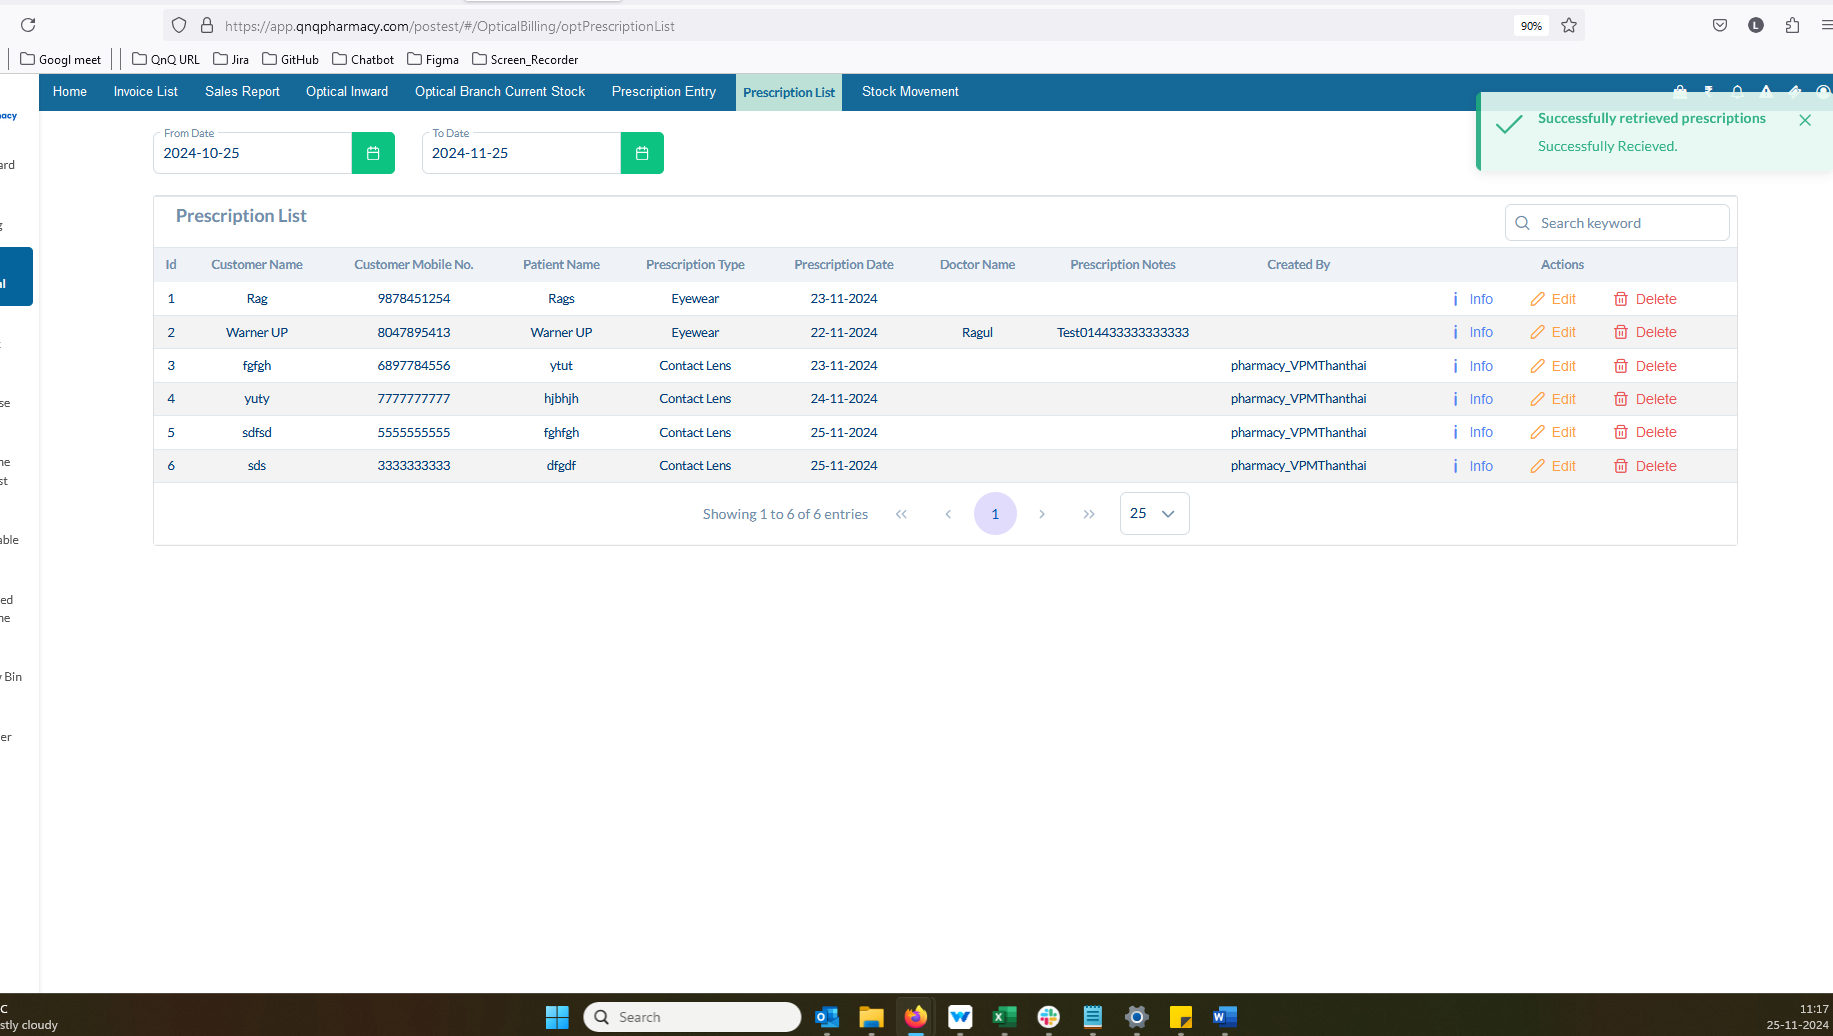 https://app.qnqpharmacy.com/postest/#/OpticalBilling/optPrescriptionList
90%
L
Googl meet QnQ URL Jira GitHub Chatbot Figma Screen_Recorder
Home Invoice List Sales Report Optical Inward Optical Branch Current Stock Prescription Entry Prescription List Stock Movement
Successfully retrieved prescriptions
Successfully Recieved.
From Date
2024-10-25
To Date
2024-11-25
Prescription List
Search keyword
Id Customer Name Customer Mobile No. Patient Name Prescription Type Prescription Date Doctor Name Prescription Notes Created By Actions
1 Rag 9878451254 Rags Eyewear 23-11-2024 Info Edit Delete
2 Warner UP 8047895413 Warner UP Eyewear 22-11-2024 Ragul Test014433333333333 Info Edit Delete
3 fgfgh 6897784556 ytut Contact Lens 23-11-2024 pharmacy_VPMThanthai Info Edit Delete
4 yuty 7777777777 hjbhjh Contact Lens 24-11-2024 pharmacy_VPMThanthai Info Edit Delete
5 sdfsd 5555555555 fghfgh Contact Lens 25-11-2024 pharmacy_VPMThanthai Info Edit Delete
6 sds 3333333333 dfgdf Contact Lens 25-11-2024 pharmacy_VPMThanthai Info Edit Delete
Showing 1 to 6 of 6 entries << < 1 > >> 25
Bin
Search
11:17
25-11-2024
stly cloudy